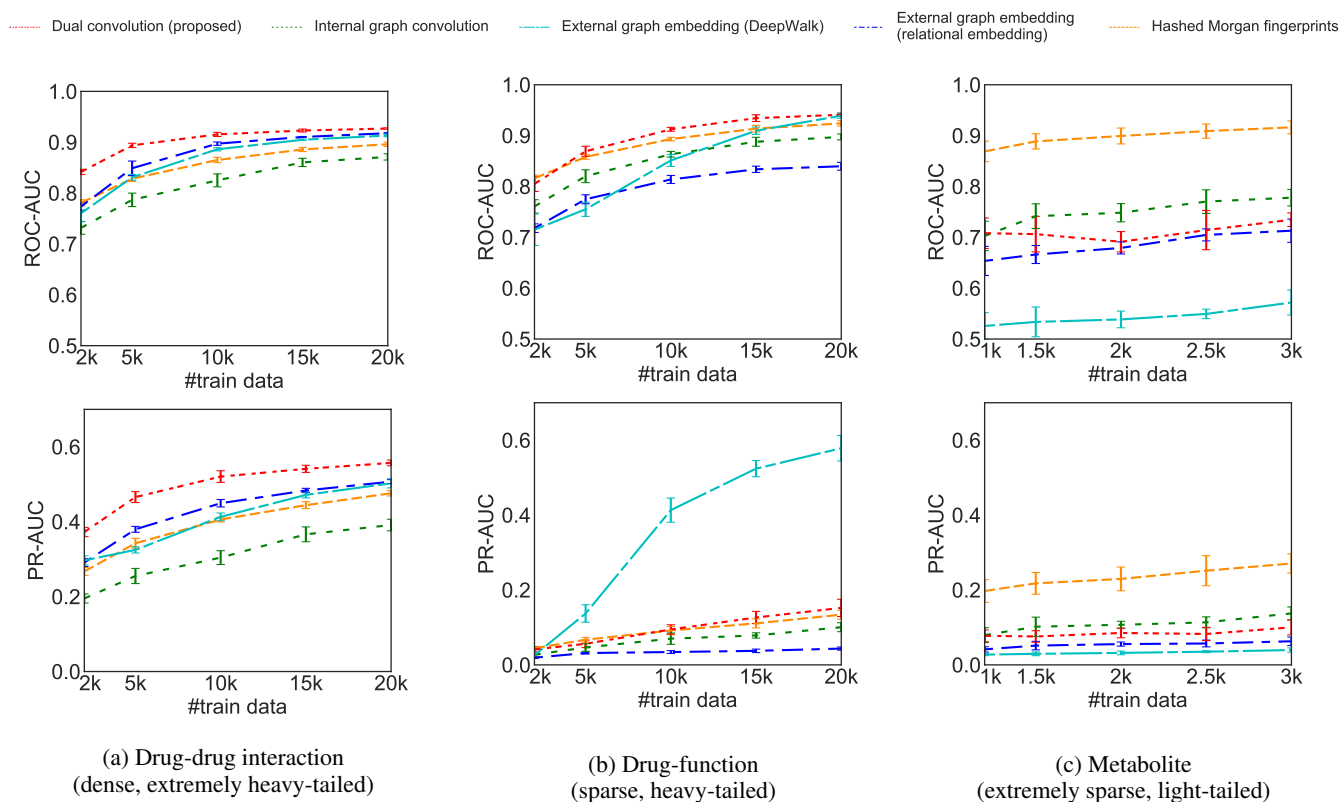 Dual convolution (proposed)
Internal graph convolution
External graph embedding (DeepWalk)
External graph embedding
(relational embedding)
Hashed Morgan fingerprints
1.0
0.9
0.8
0.7
0.6
0.5
ROC-AUC
2k 5k 10k 15k 20k
#train data
1.0
0.9
0.8
0.7
0.6
0.5
ROC-AUC
2k 5k 10k 15k 20k
#train data
1.0
0.9
0.8
0.7
0.6
0.5
ROC-AUC
1k 1.5k 2k 2.5k 3k
#train data
0.6
0.4
0.2
0.0
PR-AUC
2k 5k 10k 15k 20k
#train data
0.6
0.4
0.2
0.0
PR-AUC
2k 5k 10k 15k 20k
#train data
0.6
0.4
0.2
0.0
PR-AUC
1k 1.5k 2k 2.5k 3k
#train data
(a) Drug-drug interaction
(dense, extremely heavy-tailed)
(b) Drug-function
(sparse, heavy-tailed)
(c) Metabolite
(extremely sparse, light-tailed)